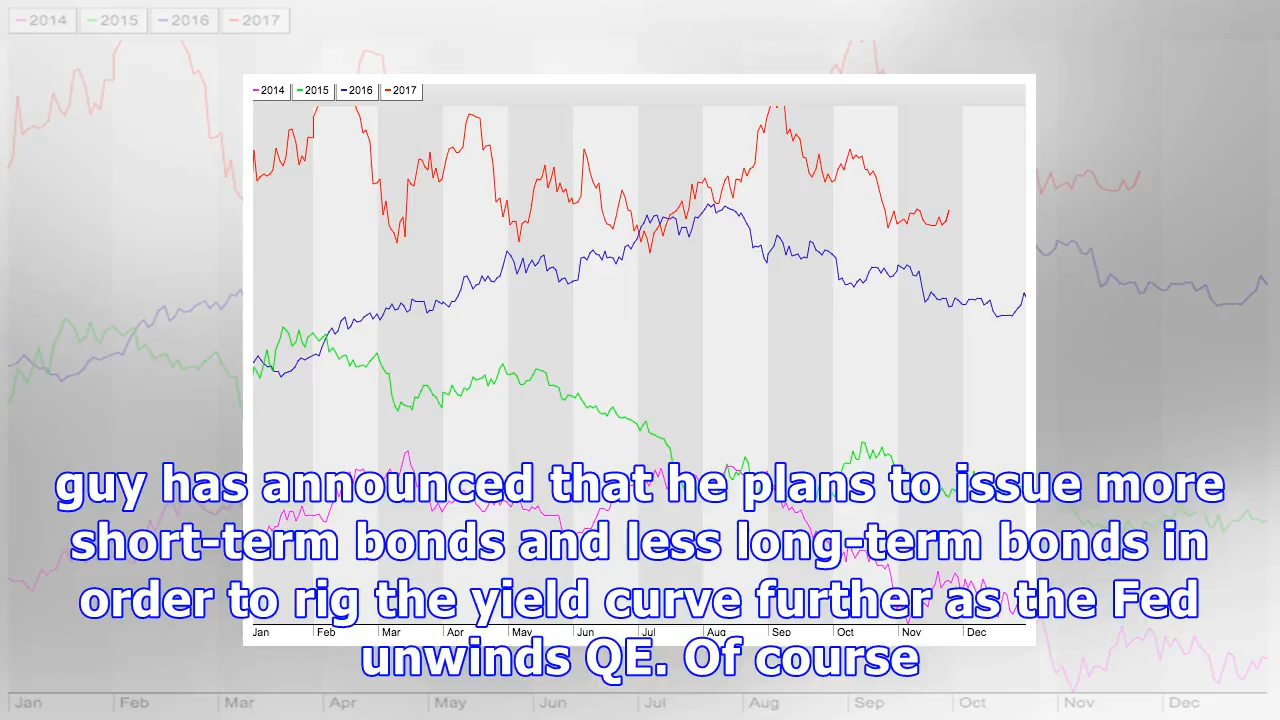 2014 2015 2016 2017
2014 2015 2016 2017
guy has announced that he plans to issue more
short-term bonds and less long-term bonds in
order to rig the yield curve further as the Fed
Jan Feb Mar Apr May Jun Jul Aug Sep Oct Nov Dec
unwinds QE. Of course
Jan Feb Mar Apr May Jun Jul Aug Sep Oct Nov Dec